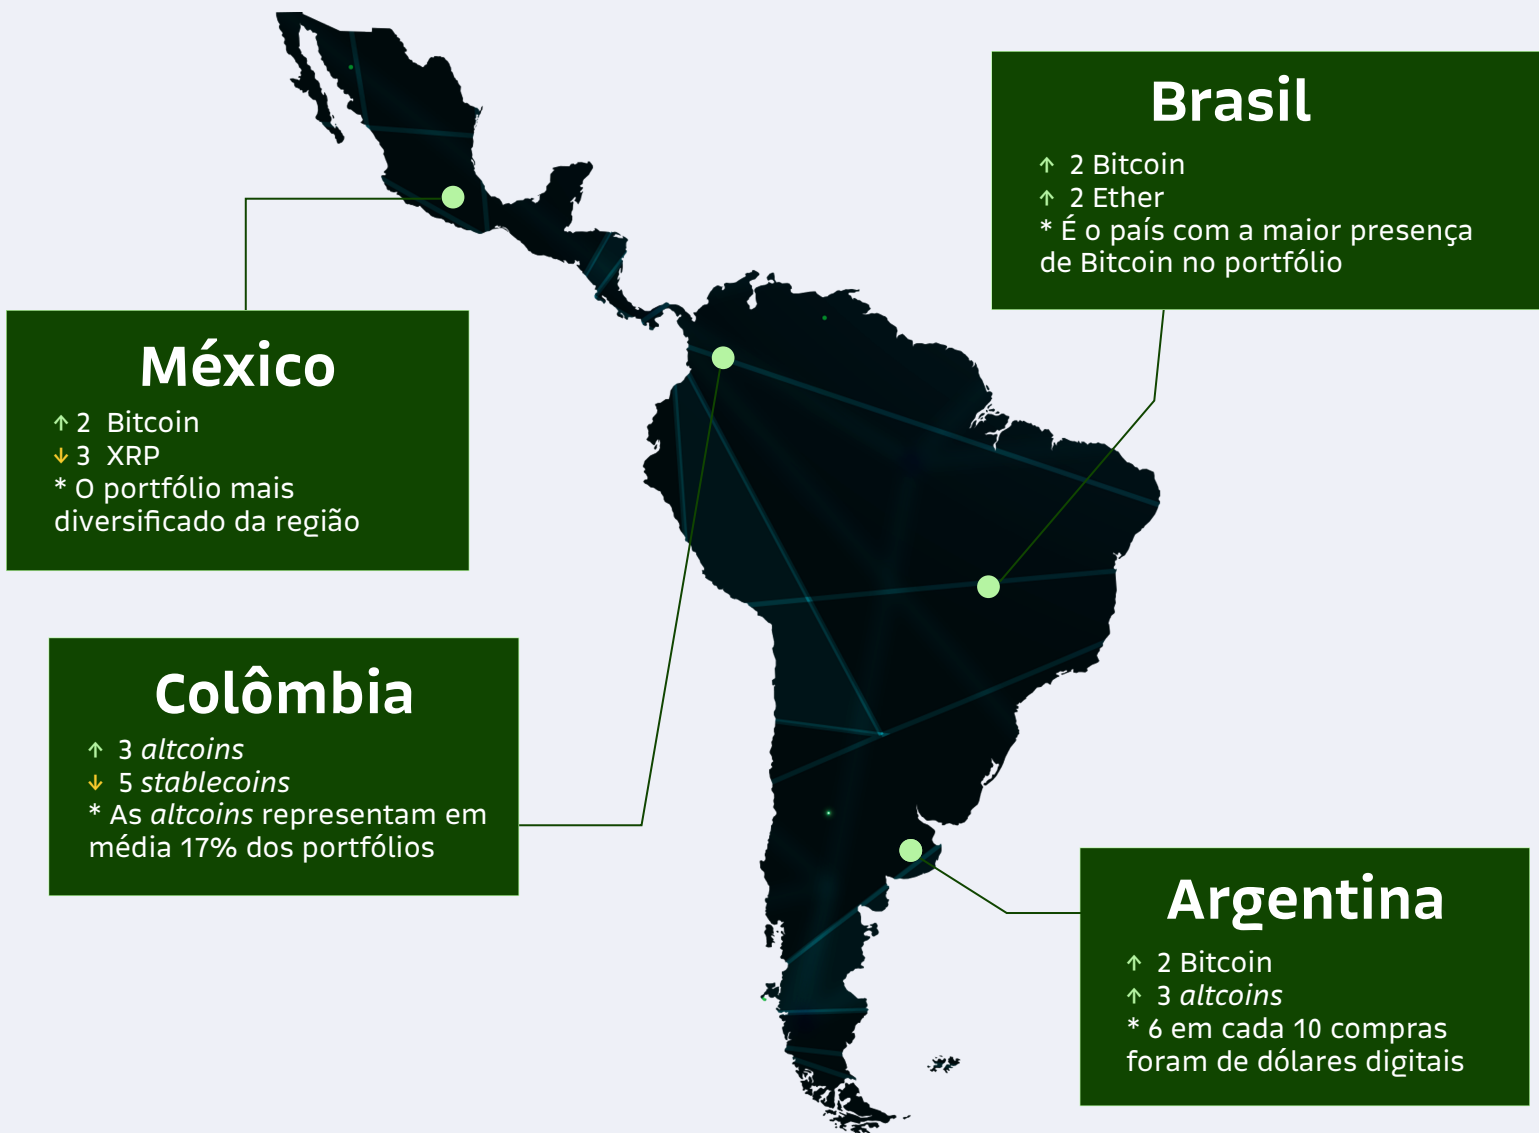 Brasil
↑ 2 Bitcoin
↑ 2 Ether
* É o país com a maior presença
de Bitcoin no portfólio
México
↑ 2 Bitcoin
↓ 3 XRP
* O portfólio mais
diversificado da região
Colômbia
↑ 3 altcoins
↓ 5 stablecoins
* As altcoins representam em
média 17% dos portfólios
Argentina
↑ 2 Bitcoin
↑ 3 altcoins
* 6 em cada 10 compras
foram de dólares digitais